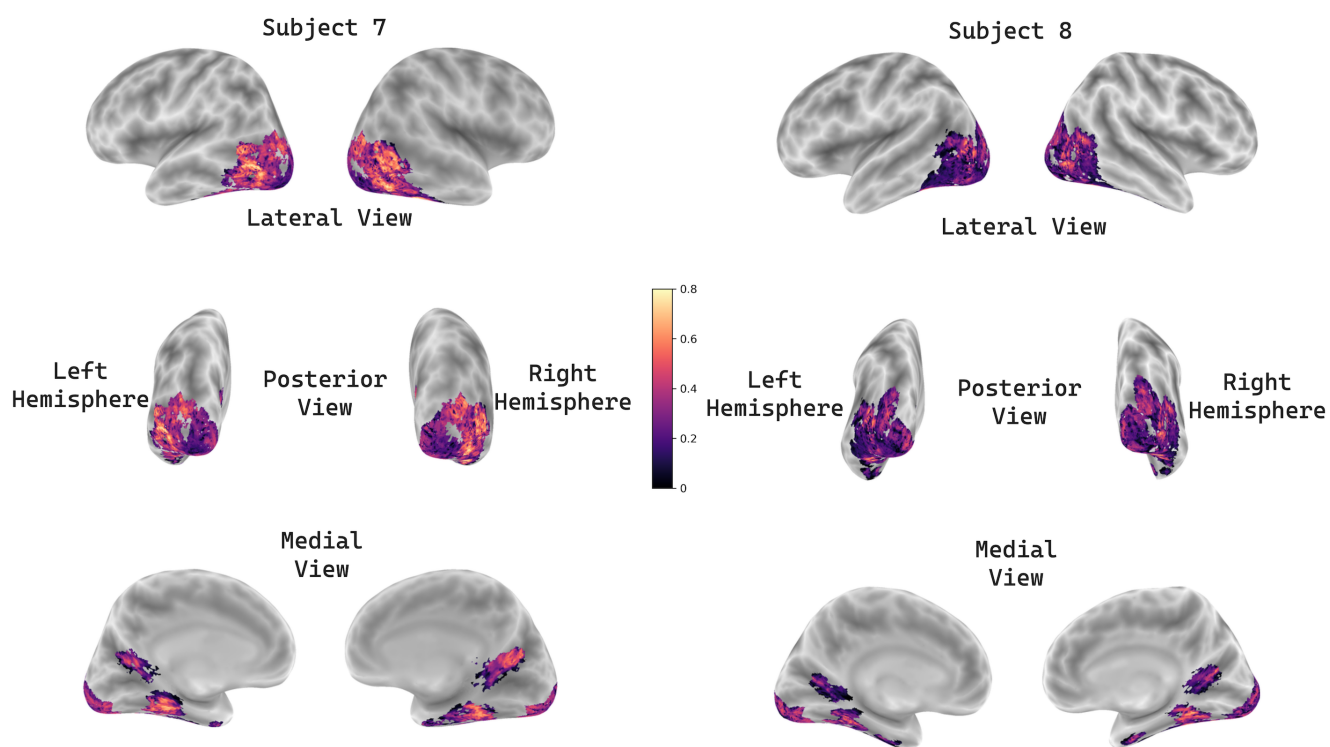 Subject 7
Subject 8
Lateral View
Lateral View
0.8
0.6
0.4
0.2
0
Left
Hemisphere
Posterior
View
Right
Hemisphere
Left
Hemisphere
Posterior
View
Right
Hemisphere
Medial
View
Medial
View